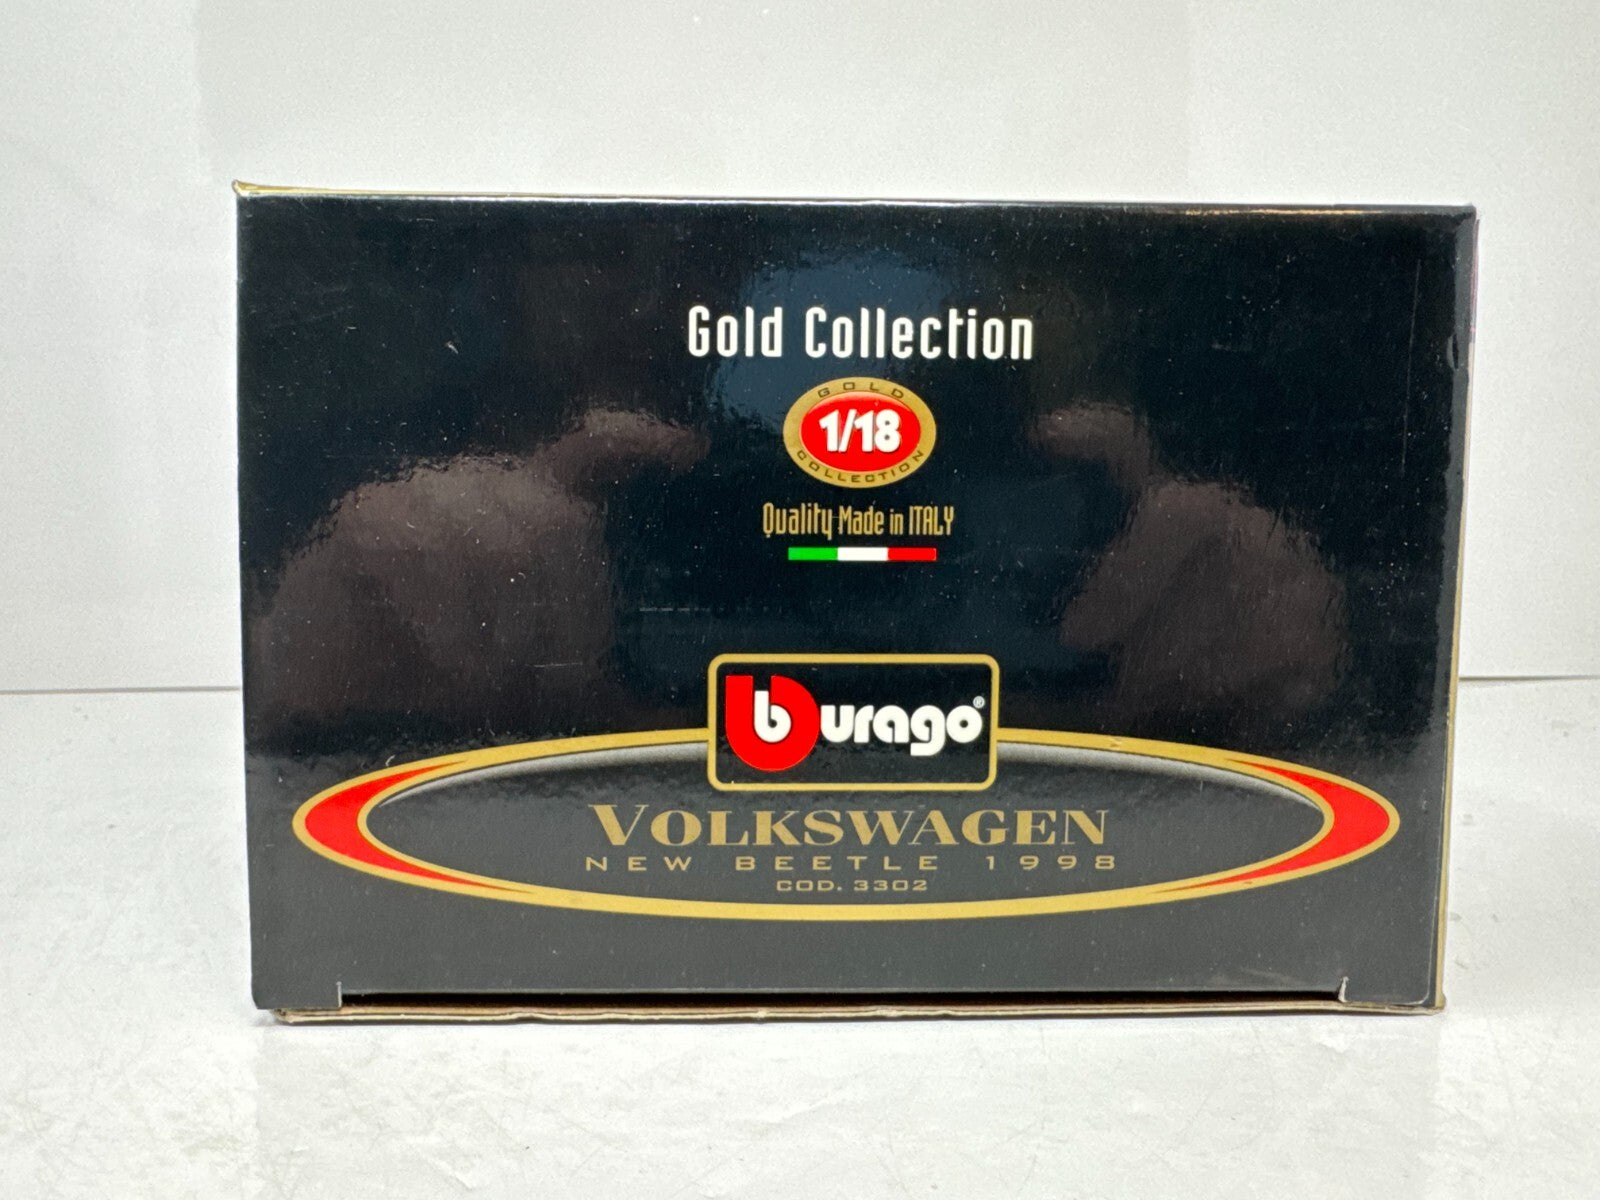 Gold Collection
GOLD
1/18
COLLECTION
Quality Made in ITALY
burago®
VOLKSWAGEN
NEW BEETLE 1998
COD. 3302